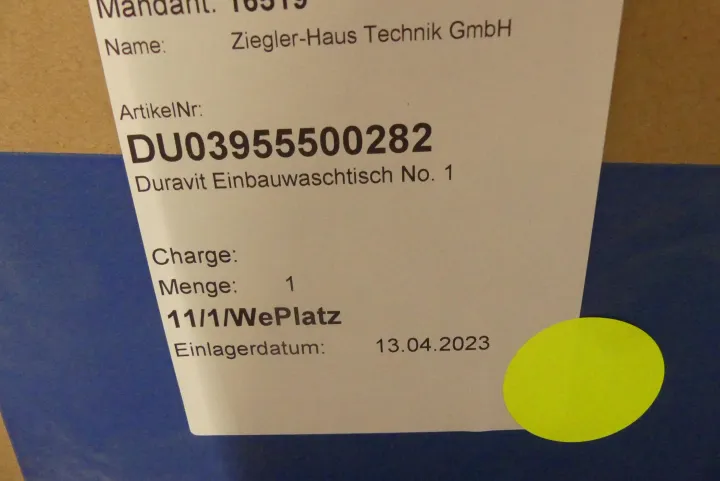 Mandant: 16519
Name: Ziegler-Haus Technik GmbH
ArtikelNr:
DU03955500282
Duravit Einbauwaschtisch No. 1
Charge:
Menge: 1
11/1/WePlatz
Einlagerdatum: 13.04.2023